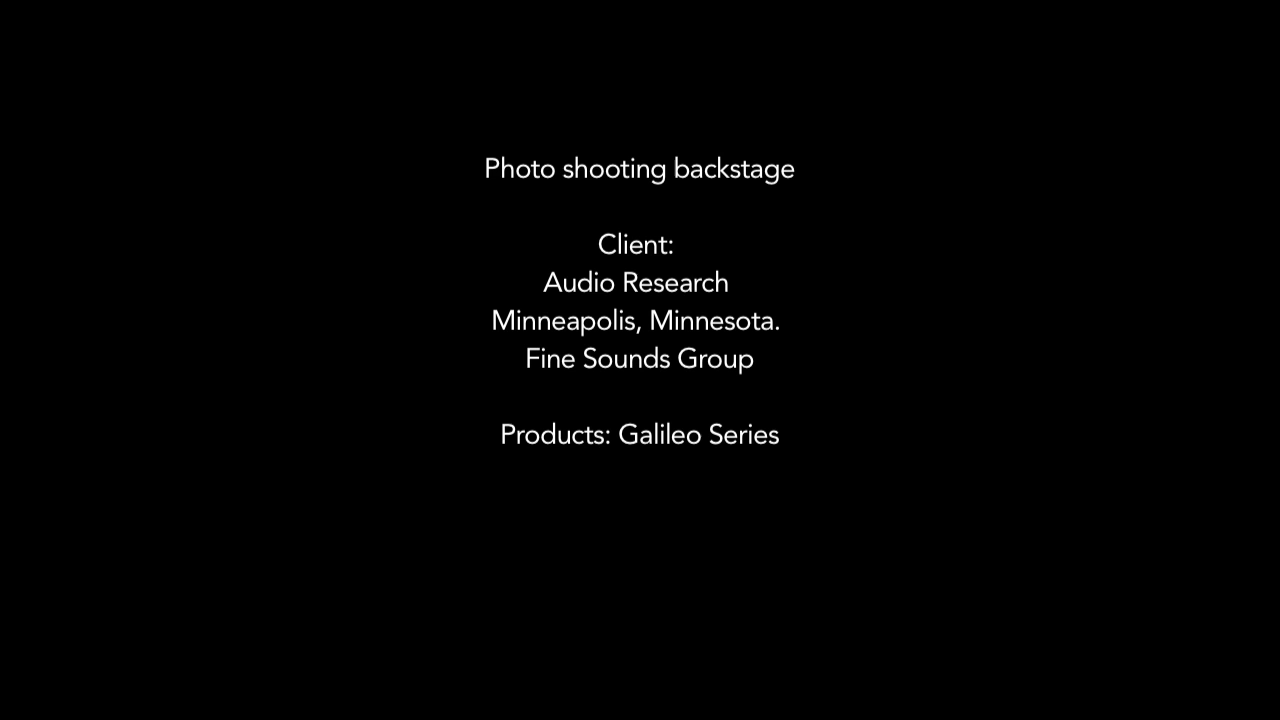 Photo shooting backstage
Client:
Audio Research
Minneapolis, Minnesota.
Fine Sounds Group
Products: Galileo Series